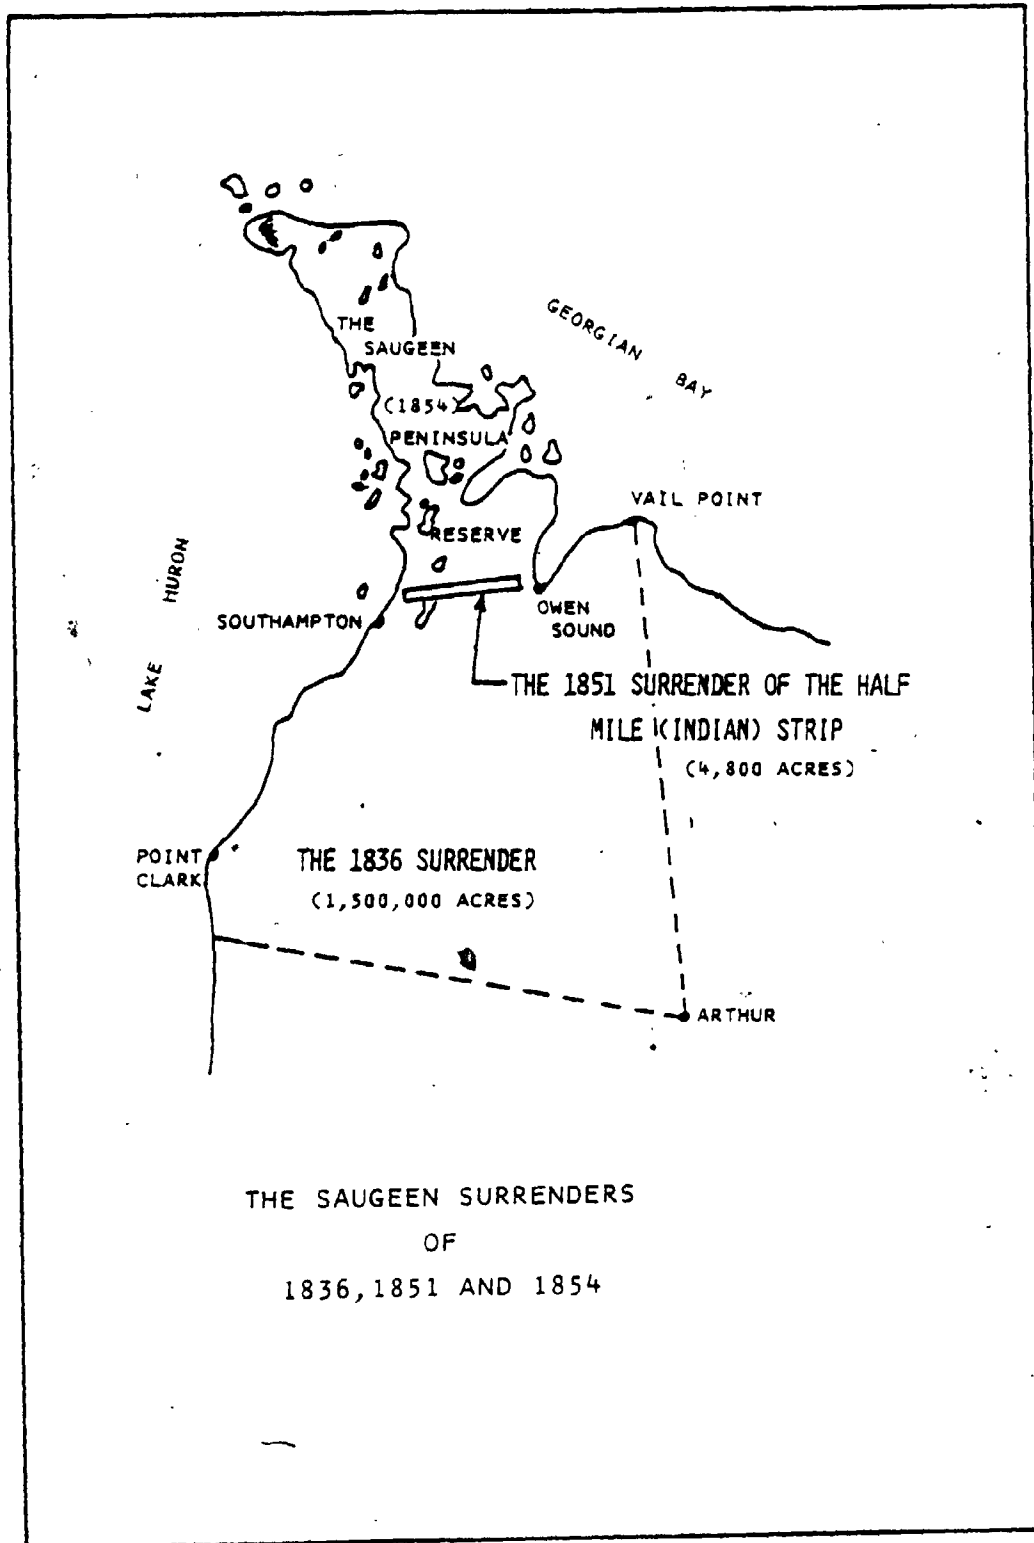 GEORGIAN
BAY
THE
SAUGEEN
(1854)
PENINSULA
VAIL POINT
RESERVE
LAKE HURON
OWEN
SOUND
SOUTHAMPTON
THE 1851 SURRENDER OF THE HALF
MILE (INDIAN) STRIP
(4,800 ACRES)
POINT
CLARK
THE 1836 SURRENDER
(1,500,000 ACRES)
ARTHUR
THE SAUGEEN SURRENDERS
OF
1836,1851 AND 1854